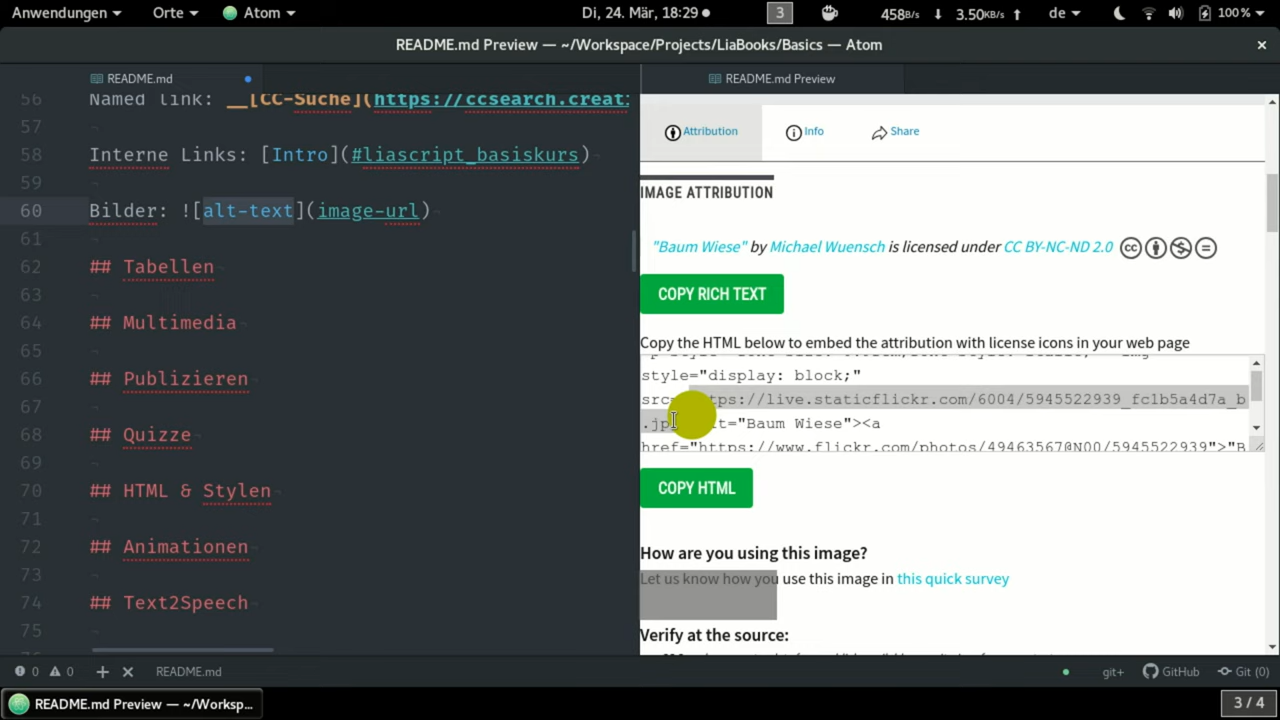 Anwendungen Orte Atom Di, 24. Mär, 18:29 3 458B/s 3.50KB/s de 100 %
README.md Preview — ~/Workspace/Projects/LiaBooks/Basics — Atom
README.md
README.md Preview
56 Named link: __[CC-Suche](https://ccsearch.creati
57
58 Interne Links: [Intro](#liascript_basiskurs)
59
60 Bilder: ![alt-text](image-url)
61
62 ## Tabellen
63
64 ## Multimedia
65
66 ## Publizieren
67
68 ## Quizze
69
70 ## HTML & Stylen
71
72 ## Animationen
73
74 ## Text2Speech
75
Attribution Info Share
IMAGE ATTRIBUTION
"Baum Wiese" by Michael Wuensch is licensed under CC BY-NC-ND 2.0
COPY RICH TEXT
Copy the HTML below to embed the attribution with license icons in your web page
style="display: block;"
src= tps://live.staticflickr.com/6004/5945522939_fc1b5a4d7a_b
.jp t="Baum Wiese"><a
href="https://www.flickr.com/photos/49463567@N00/5945522939">"B
COPY HTML
How are you using this image?
Let us know how you use this image in this quick survey
Verify at the source:
0 0 README.md git+ GitHub Git (0)
README.md Preview — ~/Worksp... 3 / 4